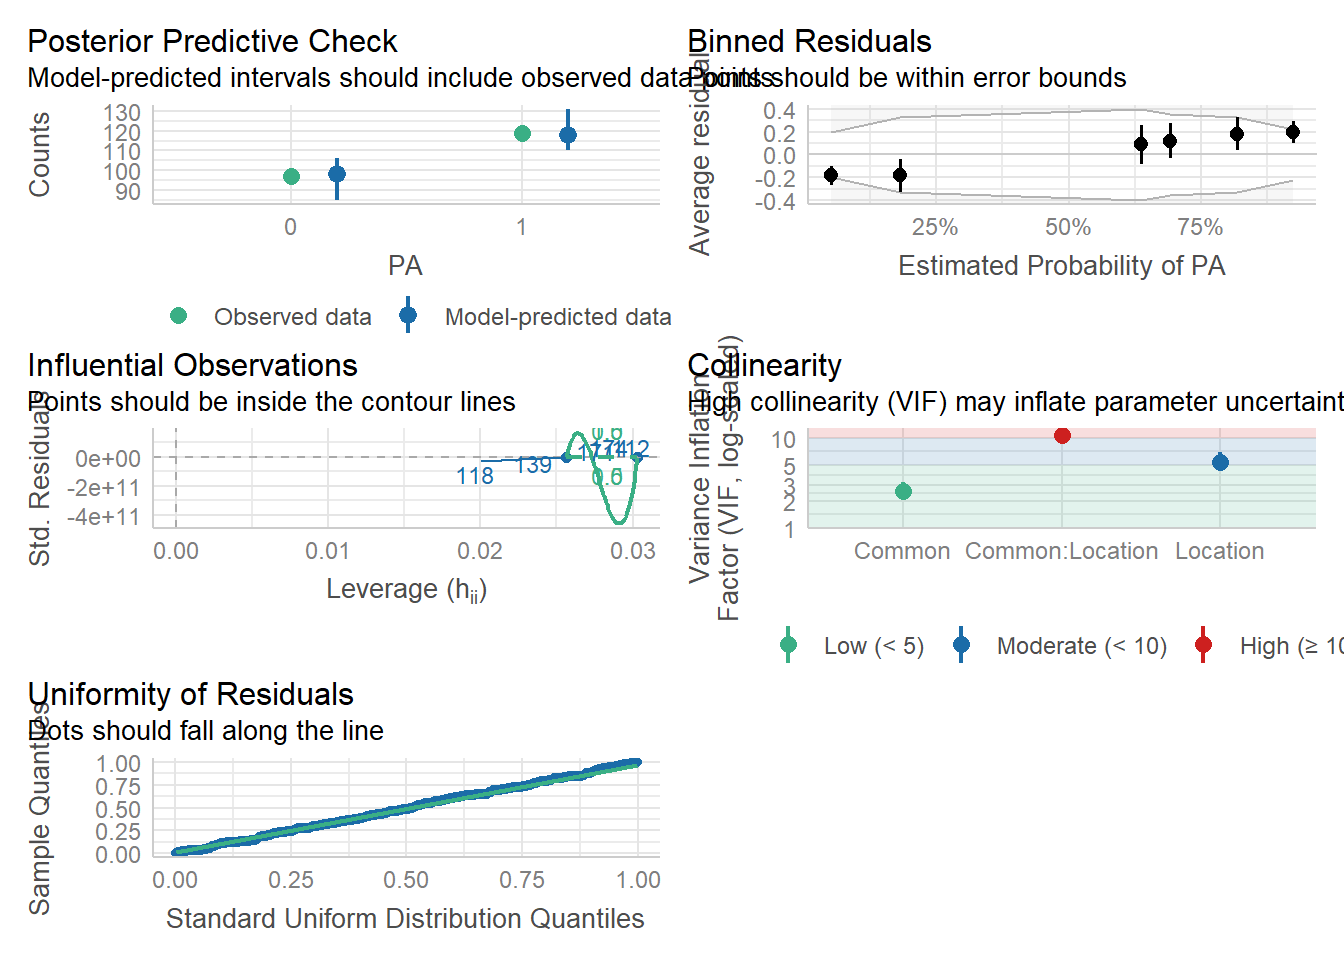 Posterior Predictive Check
Model-predicted intervals should include observed data points
Counts
130
120
110
100
90
0
1
PA
Observed data
Model-predicted data
Binned Residuals
Points should be within error bounds
Average residual
0.4
0.2
0.0
-0.2
-0.4
25%
50%
75%
Estimated Probability of PA
Influential Observations
Points should be inside the contour lines
Std. Residuals
0e+00
-2e+11
-4e+11
118
139
0.00
0.01
0.02
0.03
Leverage (hii)
Collinearity
High collinearity (VIF) may inflate parameter uncertaint
Variance Inflation
Factor (VIF, log-scaled)
10
5
3
2
1
Common
Common:Location
Location
Low (< 5)
Moderate (< 10)
High (≥ 10
Uniformity of Residuals
Dots should fall along the line
Sample Quantiles
1.00
0.75
0.50
0.25
0.00
0.00
0.25
0.50
0.75
1.00
Standard Uniform Distribution Quantiles